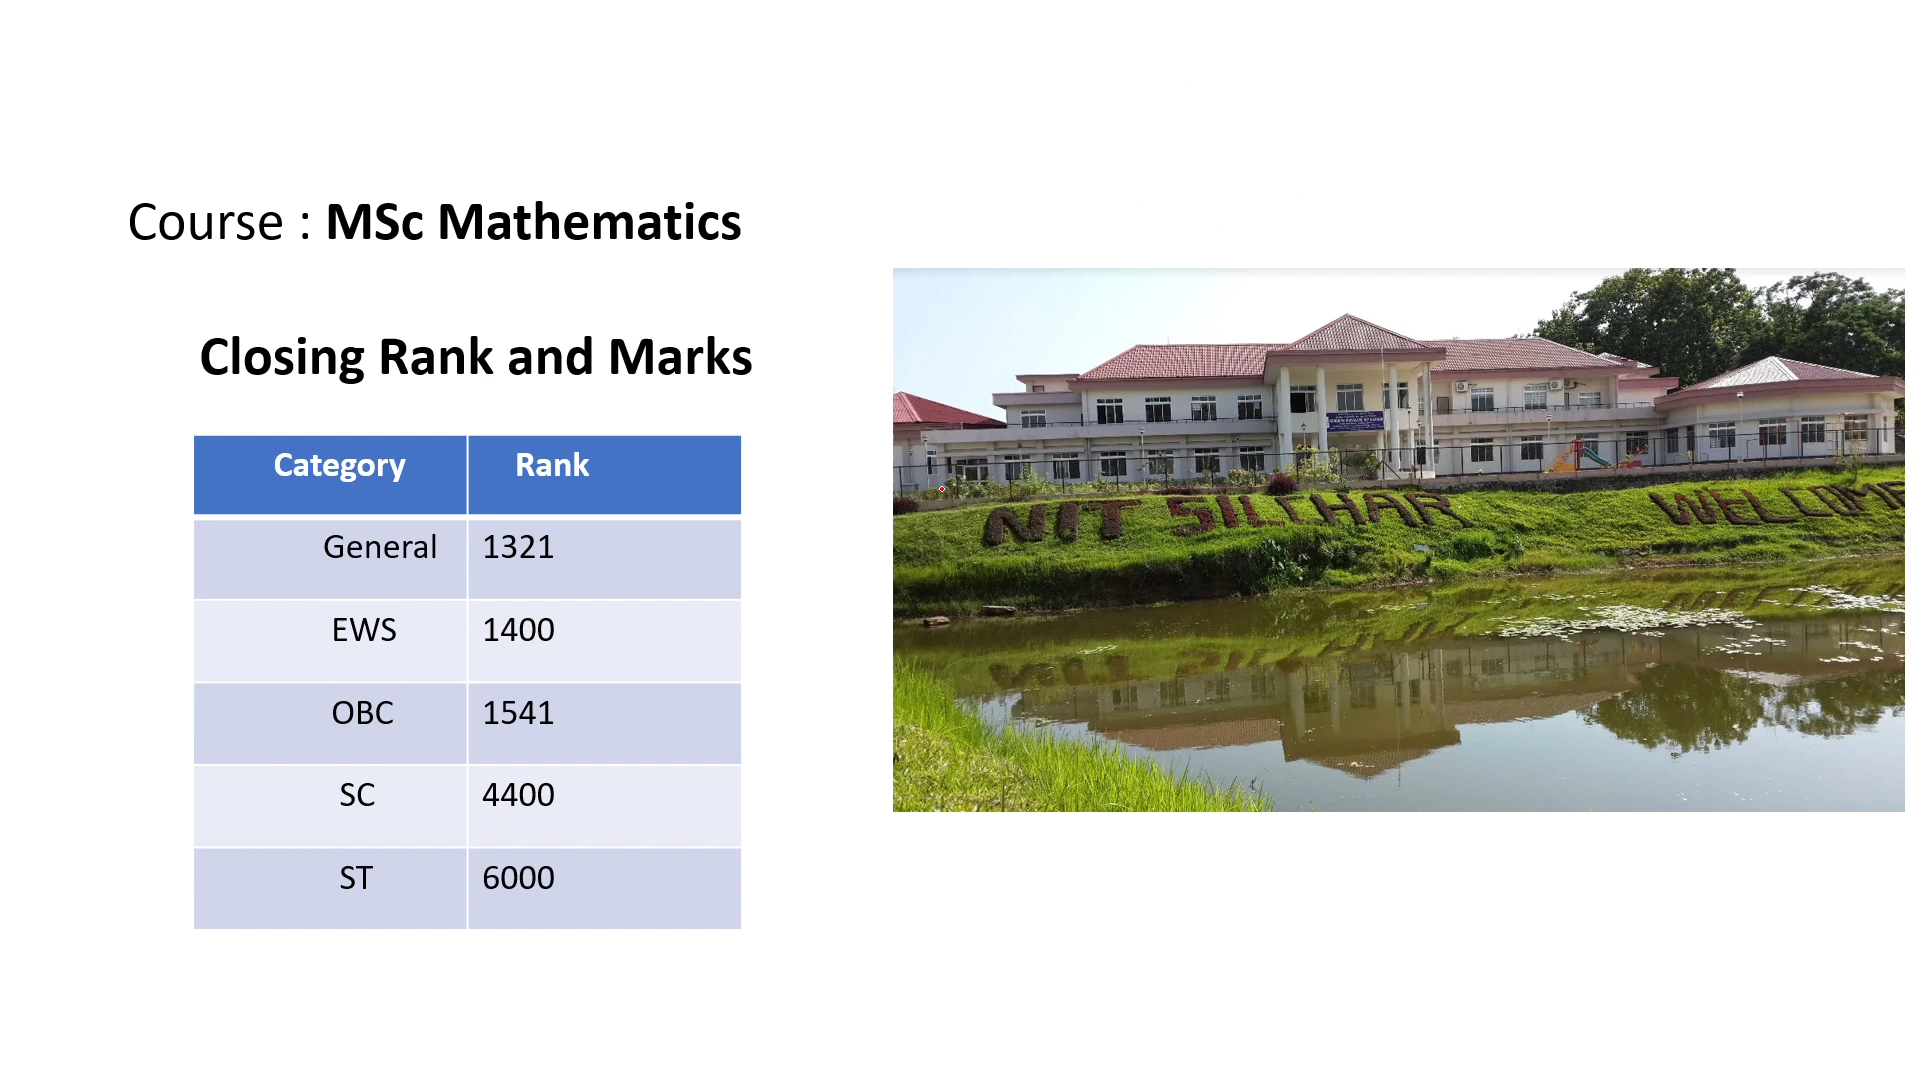 Course : MSc Mathematics
Closing Rank and Marks
Category Rank
General 1321
EWS 1400
OBC 1541
SC 4400
ST 6000
NIT SILCHAR WELCOME